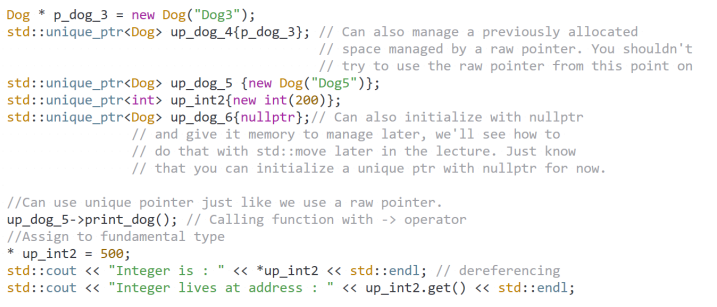 Dog * p_dog_3 = new Dog("Dog3");
std::unique_ptr<Dog> up_dog_4{p_dog_3}; // Can also manage a previously allocated
// space managed by a raw pointer. You shouldn't
// try to use the raw pointer from this point on
std::unique_ptr<Dog> up_dog_5 {new Dog("Dog5")};
std::unique_ptr<int> up_int2{new int(200)};
std::unique_ptr<Dog> up_dog_6{nullptr};// Can also initialize with nullptr
// and give it memory to manage later, we'll see how to
// do that with std::move later in the lecture. Just know
// that you can initialize a unique ptr with nullptr for now.
//Can use unique pointer just like we use a raw pointer.
up_dog_5->print_dog(); // Calling function with -> operator
//Assign to fundamental type
* up_int2 = 500;
std::cout << "Integer is : " << *up_int2 << std::endl; // dereferencing
std::cout << "Integer lives at address : " << up_int2.get() << std::endl;